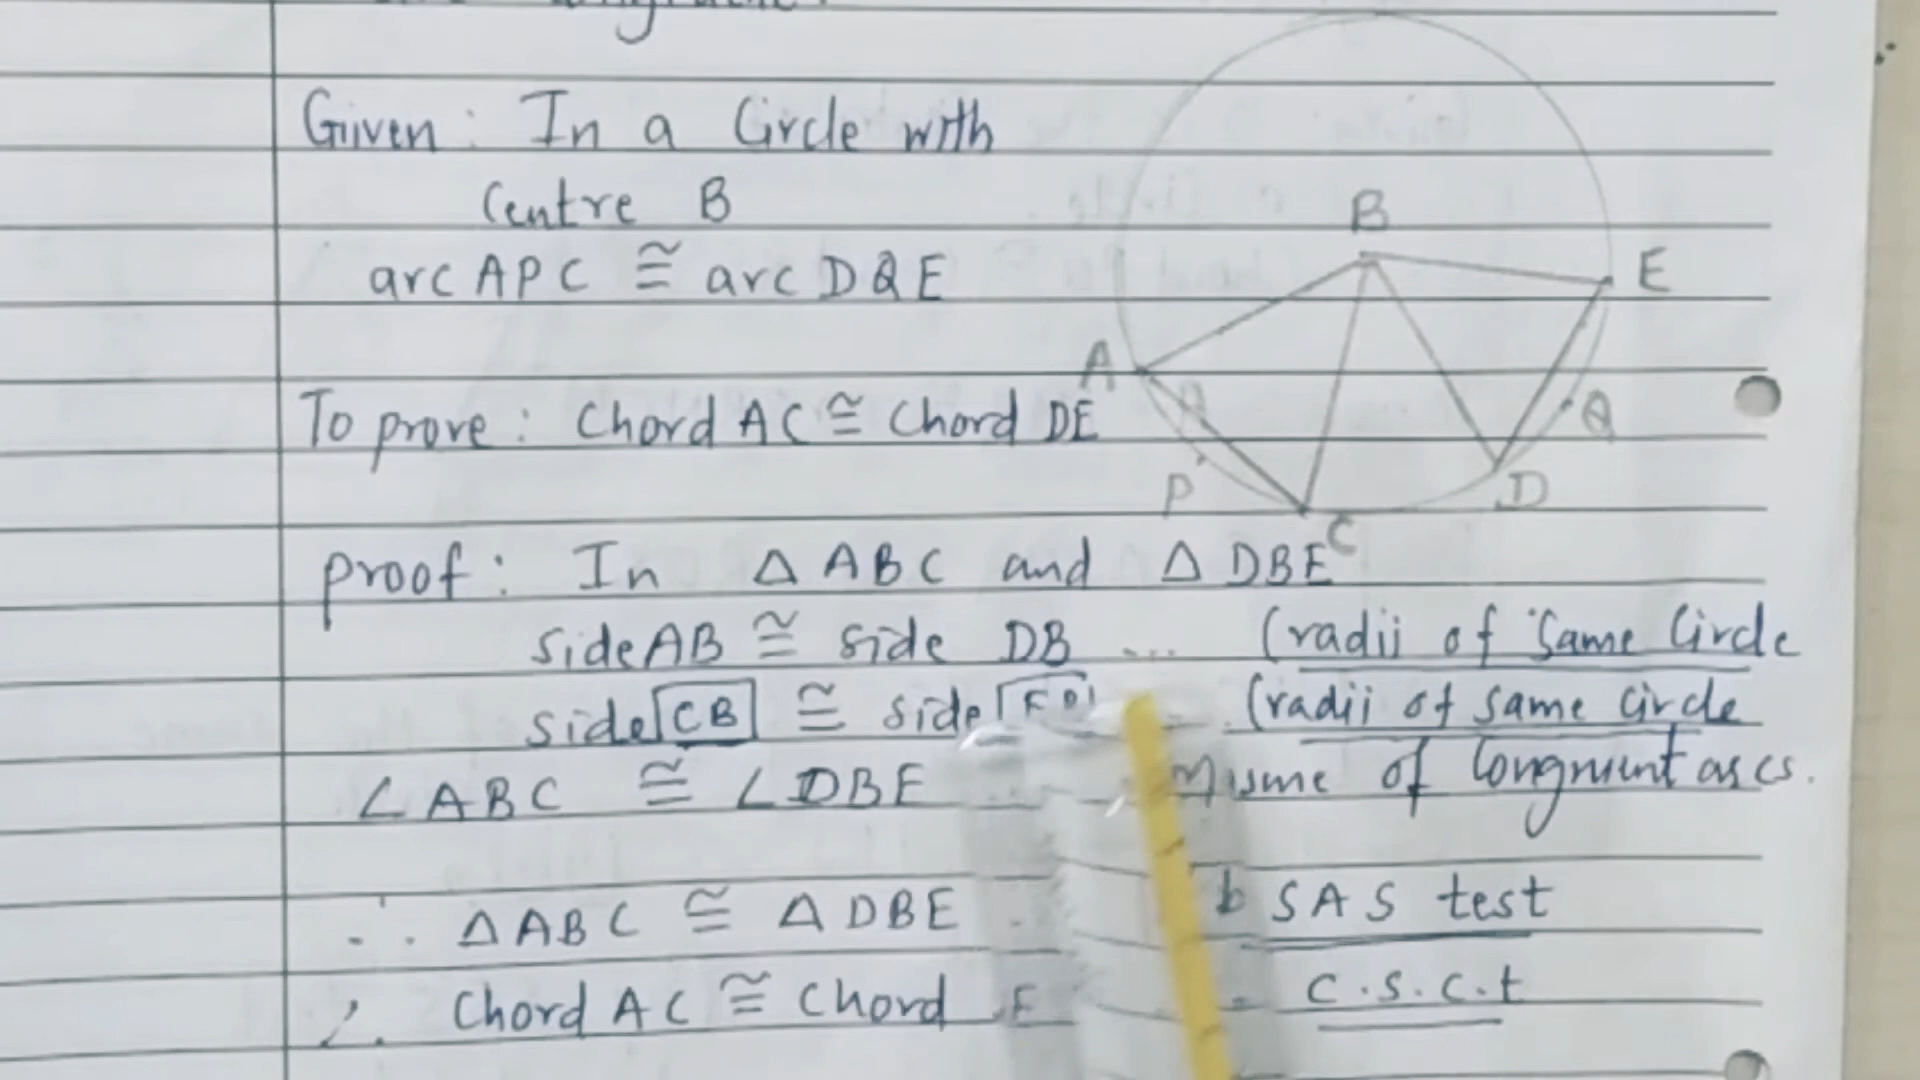 Given: In a Circle with
Centre B
arc APC ≅ arc DQE
To prove: Chord AC ≅ Chord DE
B
E
A
Q
P
D
C
proof: In Δ ABC and Δ DBE
side AB ≅ side DB ... (radii of same Circle
side CB ≅ side (radii of same Circle
∠ABC ≅ ∠DBE of Congruent arcs.
∴ ΔABC ≅ ΔDBE SAS test
∴ Chord AC ≅ Chord C.S.C.t